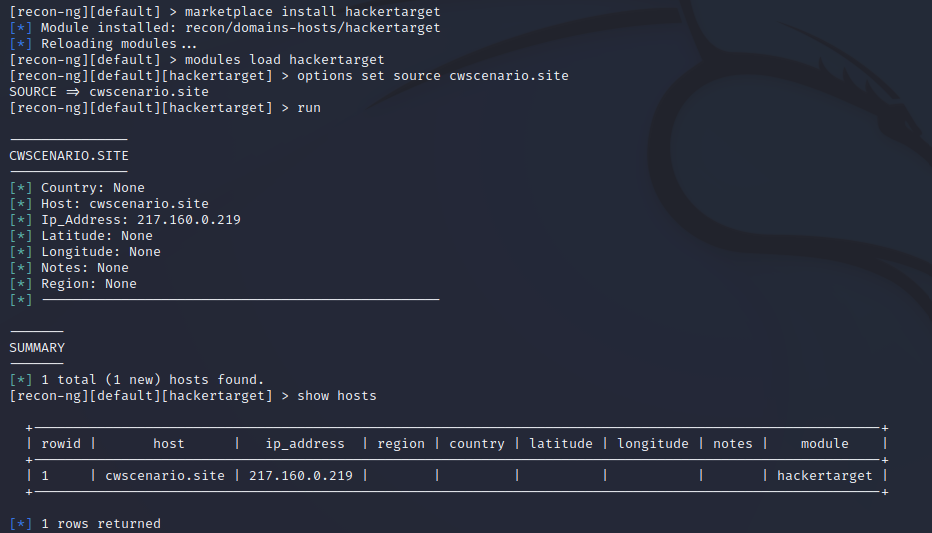 [recon-ng][default] > marketplace install hackertarget
[*] Module installed: recon/domains-hosts/hackertarget
[*] Reloading modules...
[recon-ng][default] > modules load hackertarget
[recon-ng][default][hackertarget] > options set source cwscenario.site
SOURCE => cwscenario.site
[recon-ng][default][hackertarget] > run
---------------
CWSCENARIO.SITE
---------------
[*] Country: None
[*] Host: cwscenario.site
[*] Ip_Address: 217.160.0.219
[*] Latitude: None
[*] Longitude: None
[*] Notes: None
[*] Region: None
[*] --------------------------------------------------
-------
SUMMARY
-------
[*] 1 total (1 new) hosts found.
[recon-ng][default][hackertarget] > show hosts
+---------------------------------------------------------------------------------------------------------+
| rowid | host | ip_address | region | country | latitude | longitude | notes | module |
+---------------------------------------------------------------------------------------------------------+
| 1 | cwscenario.site | 217.160.0.219 | | | | | | hackertarget |
+---------------------------------------------------------------------------------------------------------+
[*] 1 rows returned